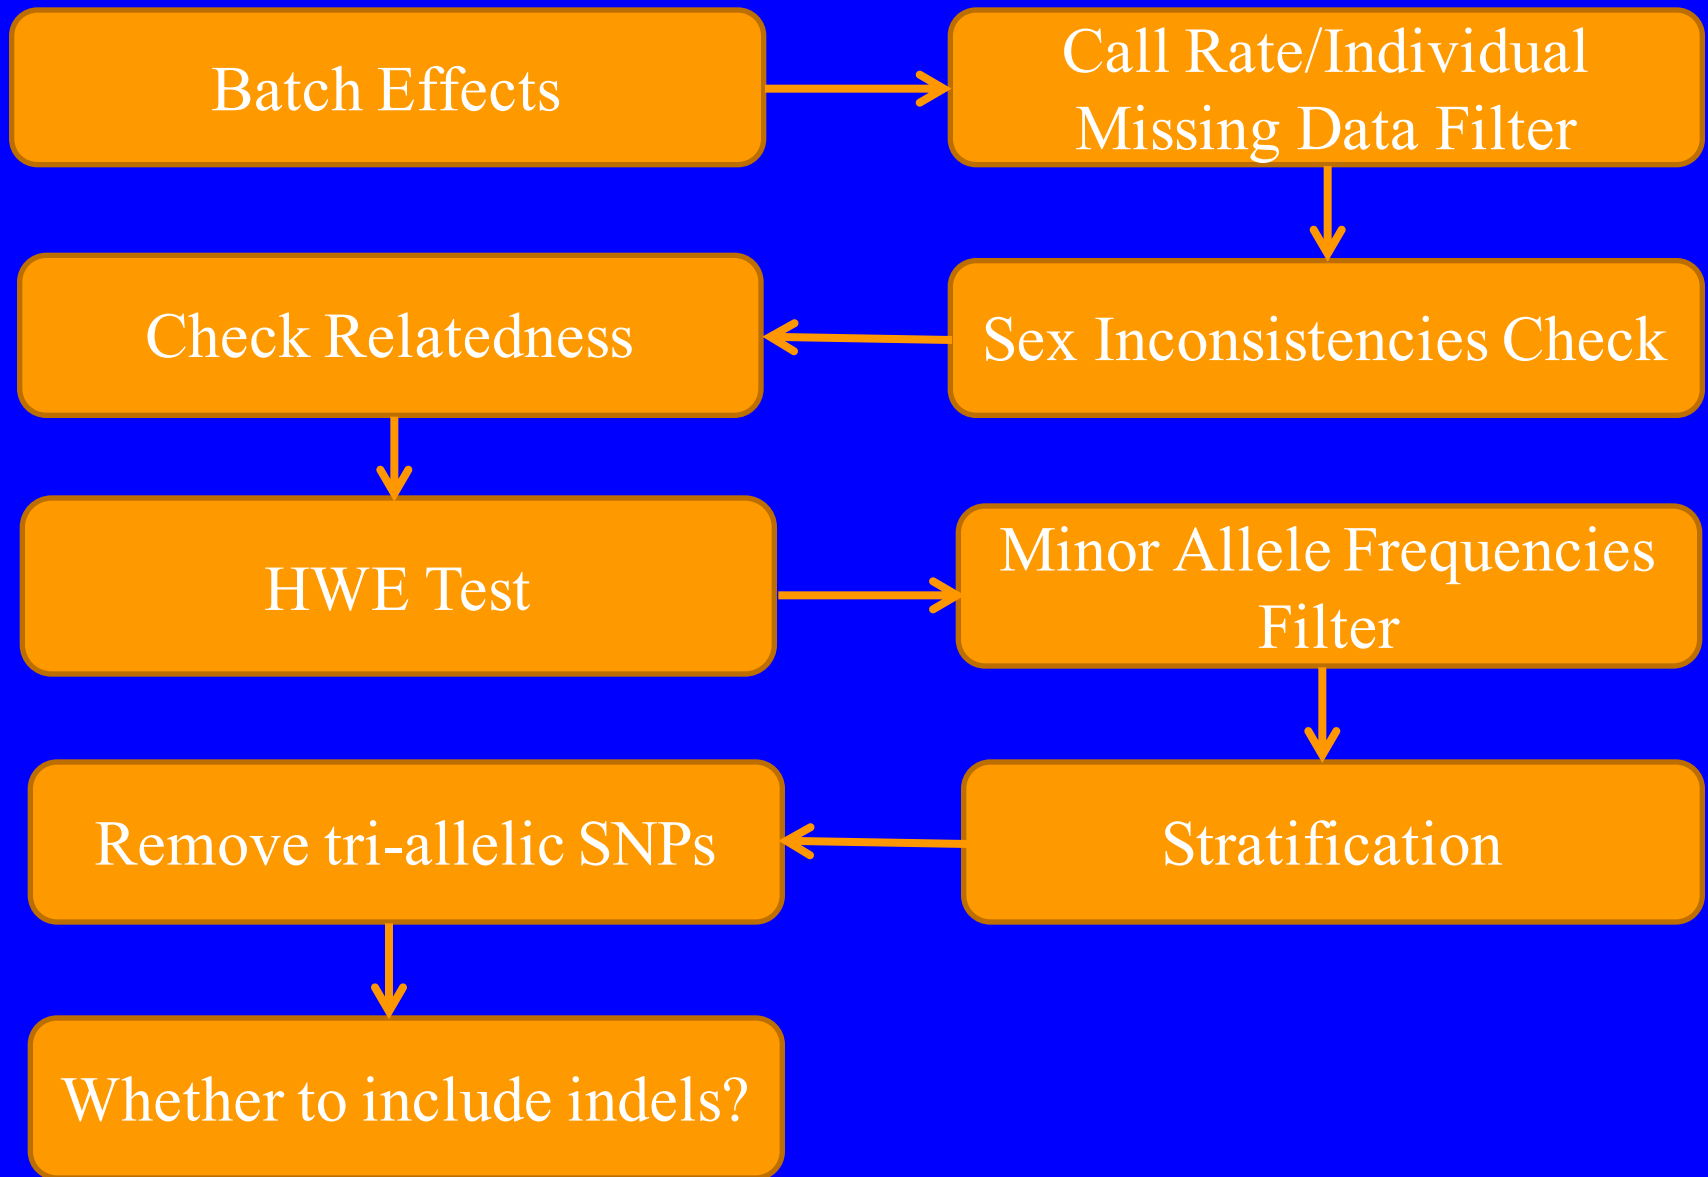 Batch Effects
Call Rate/Individual
Missing Data Filter
Sex Inconsistencies Check
Check Relatedness
HWE Test
Minor Allele Frequencies
Filter
Stratification
Remove tri-allelic SNPs
Whether to include indels?